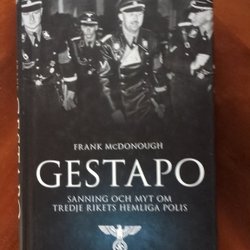 FRANK McDONOUGH
GESTAPO
SANNING OCH MYT OM
TREDJE RIKETS HEMLIGA POLIS